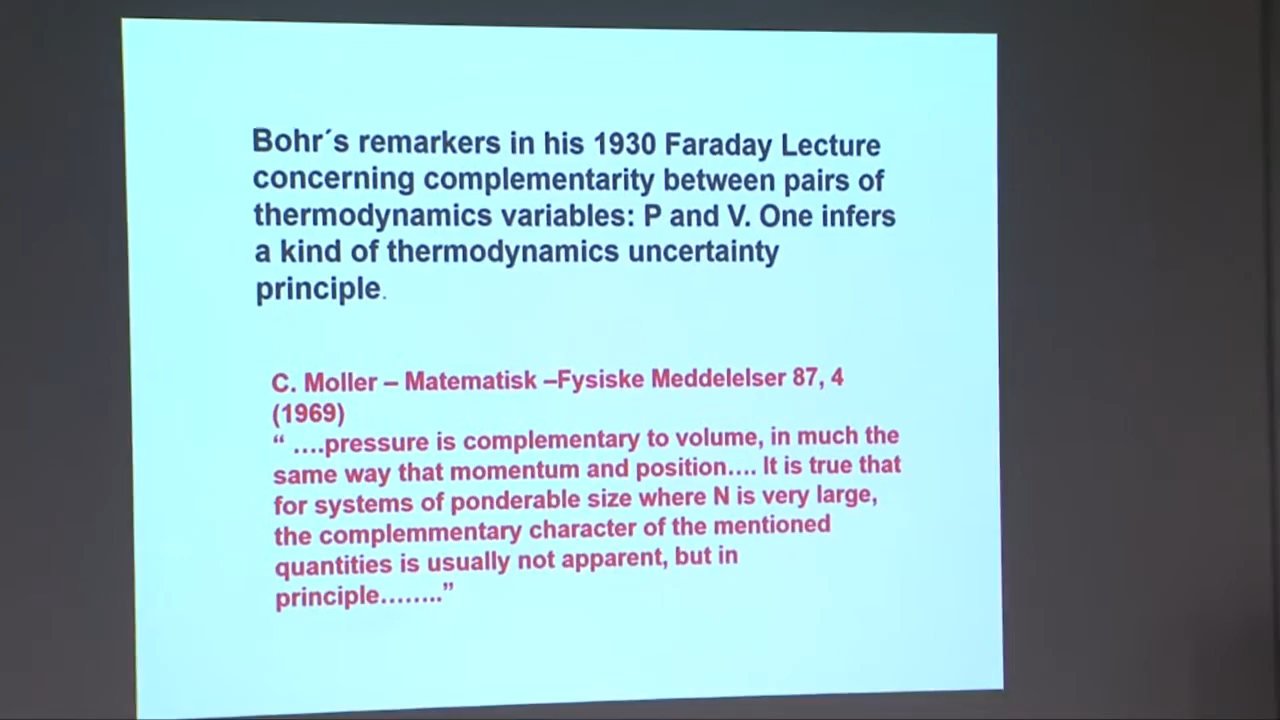 Bohr´s remarkers in his 1930 Faraday Lecture
concerning complementarity between pairs of
thermodynamics variables: P and V. One infers
a kind of thermodynamics uncertainty
principle.
C. Moller – Matematisk –Fysiske Meddelelser 87, 4
(1969)
“ ….pressure is complementary to volume, in much the
same way that momentum and position…. It is true that
for systems of ponderable size where N is very large,
the complemmentary character of the mentioned
quantities is usually not apparent, but in
principle……..”